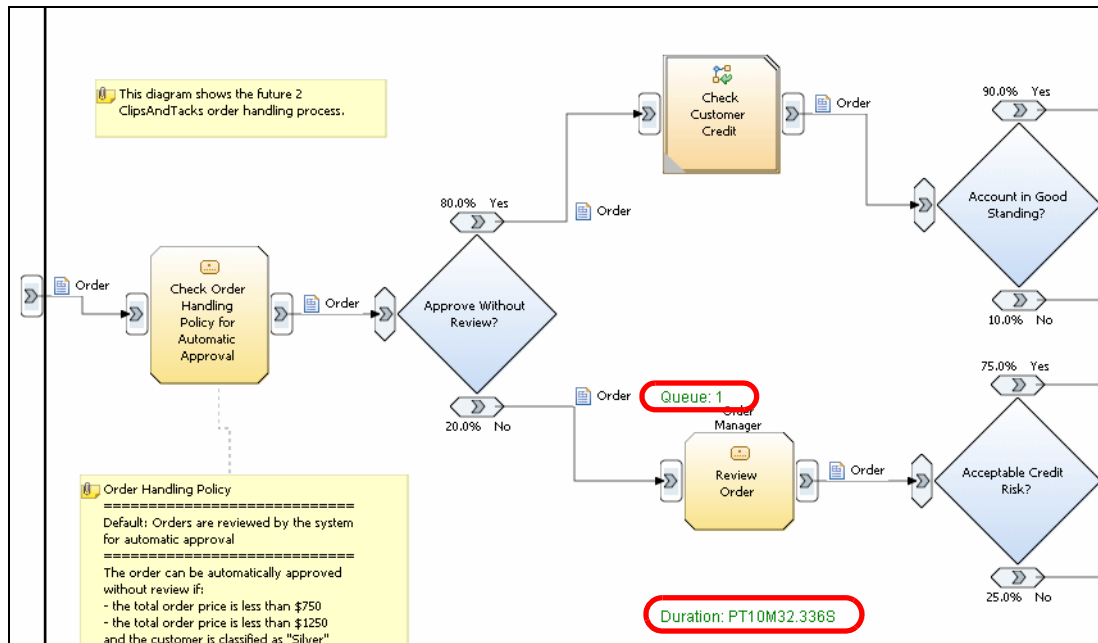 This diagram shows the future 2
ClipsAndTacks order handling process.
Check
Customer
Credit
Order
90.0% Yes
Account in Good
Standing?
10.0% No
80.0% Yes
Order
Order
Check Order
Handling
Policy for
Automatic
Approval
Order
Approve Without
Review?
20.0% No
Order
Queue: 1
Order
Manager
Review
Order
Order
75.0% Yes
Acceptable Credit
Risk?
25.0% No
Duration: PT10M32.336S
Order Handling Policy
============================
Default: Orders are reviewed by the system
for automatic approval
============================
The order can be automatically approved
without review if:
- the total order price is less than $750
- the total order price is less than $1250
and the customer is classified as "Silver"